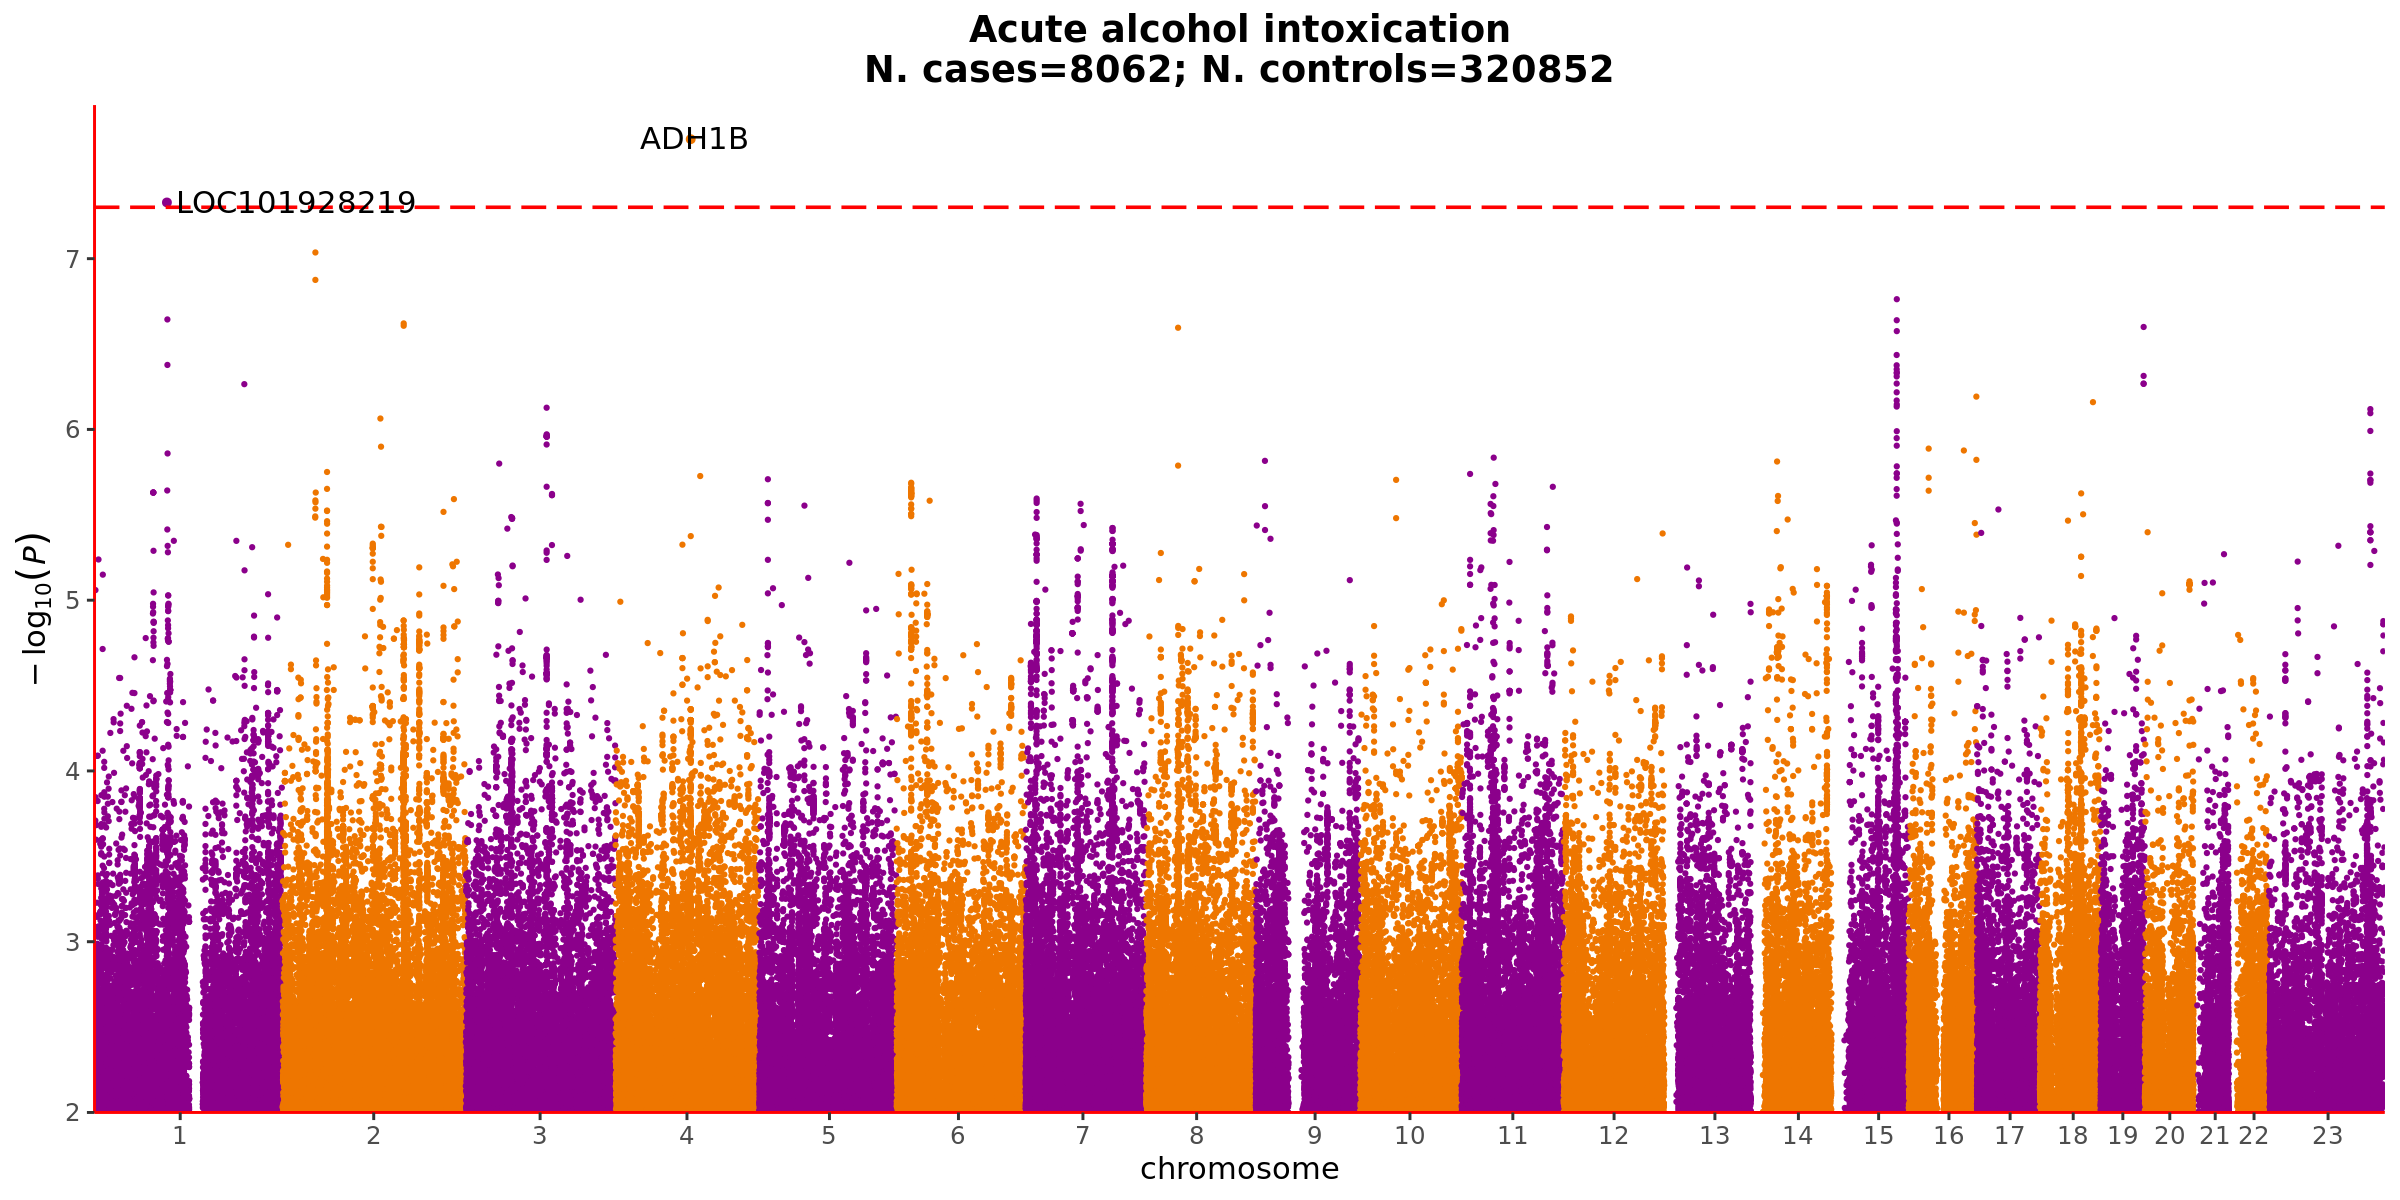 Acute alcohol intoxication
N. cases=8062; N. controls=320852
ADH1B
LOC101928219
7
6
5
4
3
2
−log10(P)
1 2 3 4 5 6 7 8 9 10 11 12 13 14 15 16 17 18 19 20 21 22 23
chromosome